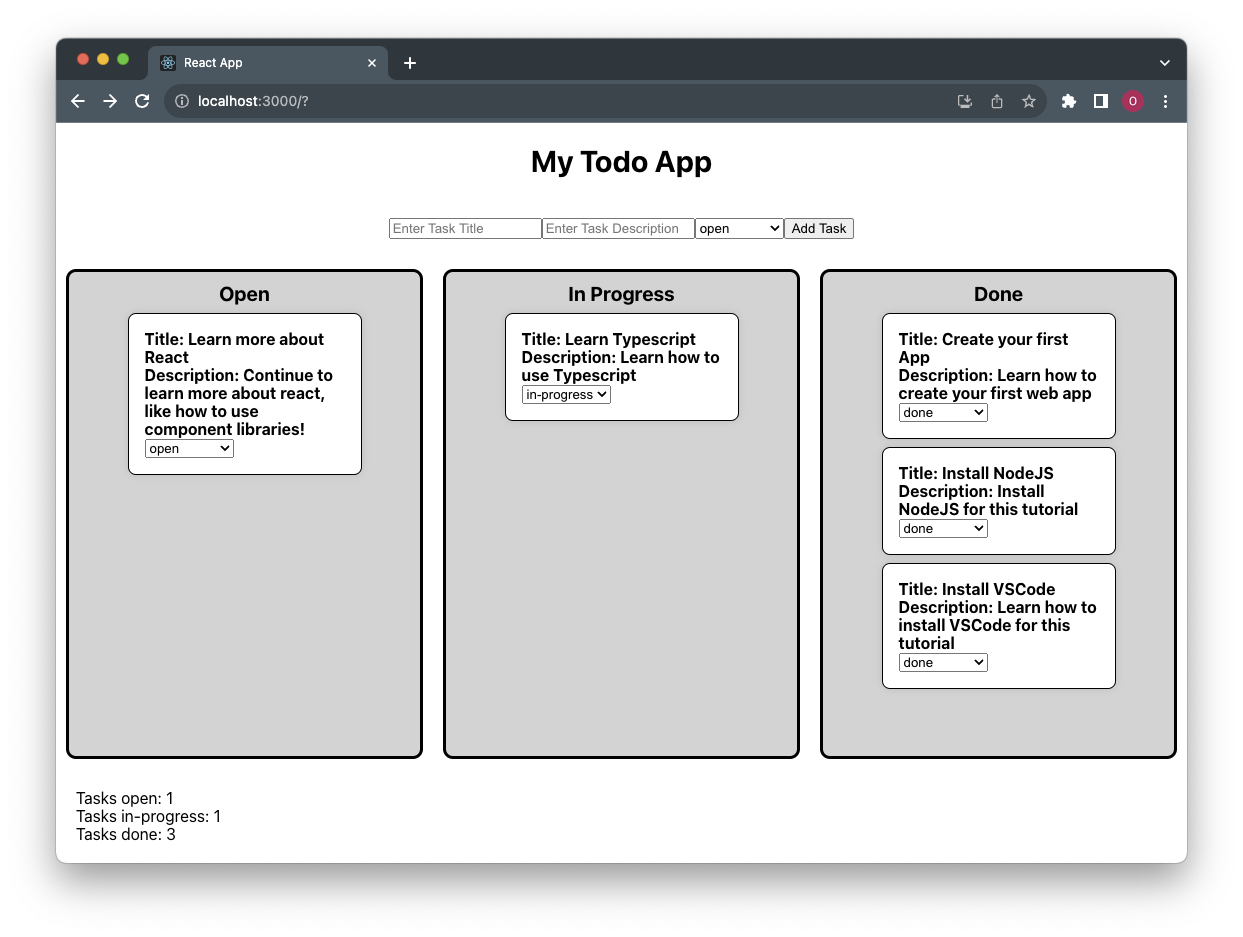 React App
localhost:3000/?
O
My Todo App
Enter Task Title Enter Task Description open Add Task
Open
Title: Learn more about
React
Description: Continue to
learn more about react,
like how to use
component libraries!
open
In Progress
Title: Learn Typescript
Description: Learn how to
use Typescript
in-progress
Done
Title: Create your first
App
Description: Learn how to
create your first web app
done
Title: Install NodeJS
Description: Install
NodeJS for this tutorial
done
Title: Install VSCode
Description: Learn how to
install VSCode for this
tutorial
done
Tasks open: 1
Tasks in-progress: 1
Tasks done: 3